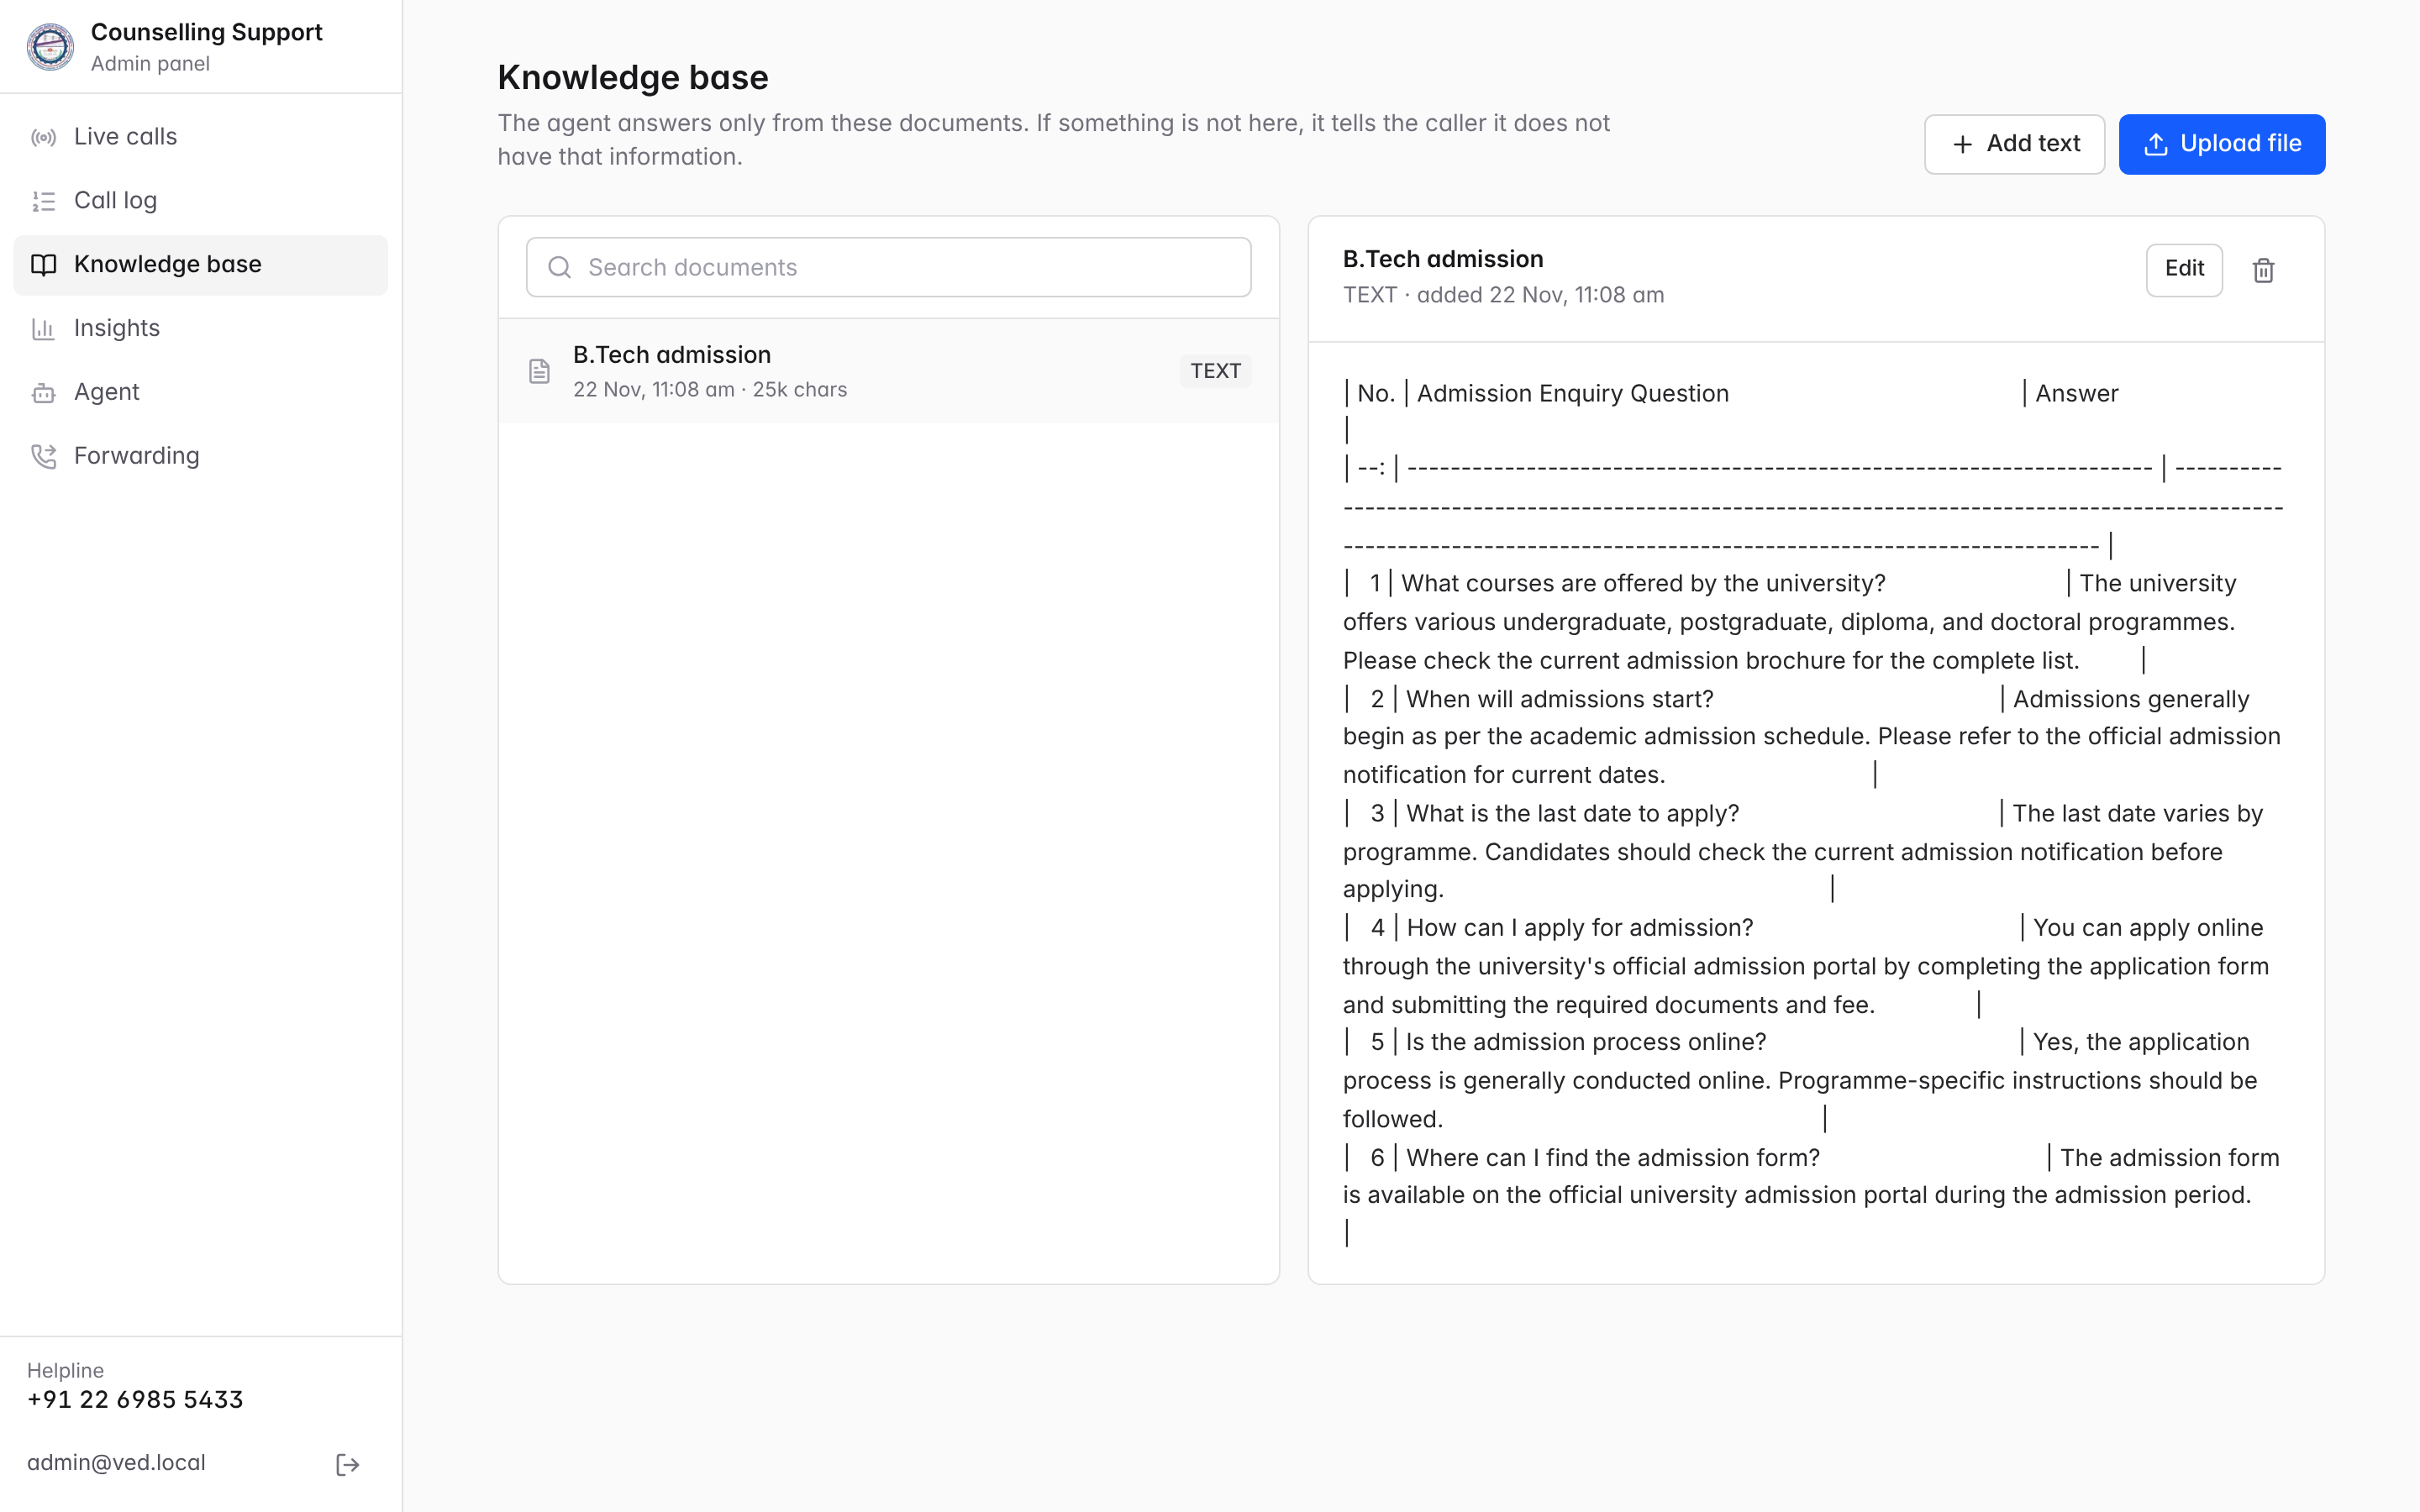 Counselling Support
Admin panel
Live calls
Call log
Knowledge base
Insights
Agent
Forwarding
Helpline
+91 22 6985 5433
admin@ved.local
Knowledge base
The agent answers only from these documents. If something is not here, it tells the caller it does not
have that information.
+ Add text
Upload file
Search documents
B.Tech admission
22 Nov, 11:08 am · 25k chars
TEXT
B.Tech admission
TEXT · added 22 Nov, 11:08 am
Edit
| No. | Admission Enquiry Question | Answer
|
| --: | --------------------------------------------------------------------- | ----------
---------------------------------------------------------------------------------------
---------------------------------------------------------------------- |
| 1 | What courses are offered by the university? | The university
offers various undergraduate, postgraduate, diploma, and doctoral programmes.
Please check the current admission brochure for the complete list. |
| 2 | When will admissions start? | Admissions generally
begin as per the academic admission schedule. Please refer to the official admission
notification for current dates. |
| 3 | What is the last date to apply? | The last date varies by
programme. Candidates should check the current admission notification before
applying. |
| 4 | How can I apply for admission? | You can apply online
through the university's official admission portal by completing the application form
and submitting the required documents and fee. |
| 5 | Is the admission process online? | Yes, the application
process is generally conducted online. Programme-specific instructions should be
followed. |
| 6 | Where can I find the admission form? | The admission form
is available on the official university admission portal during the admission period.
|